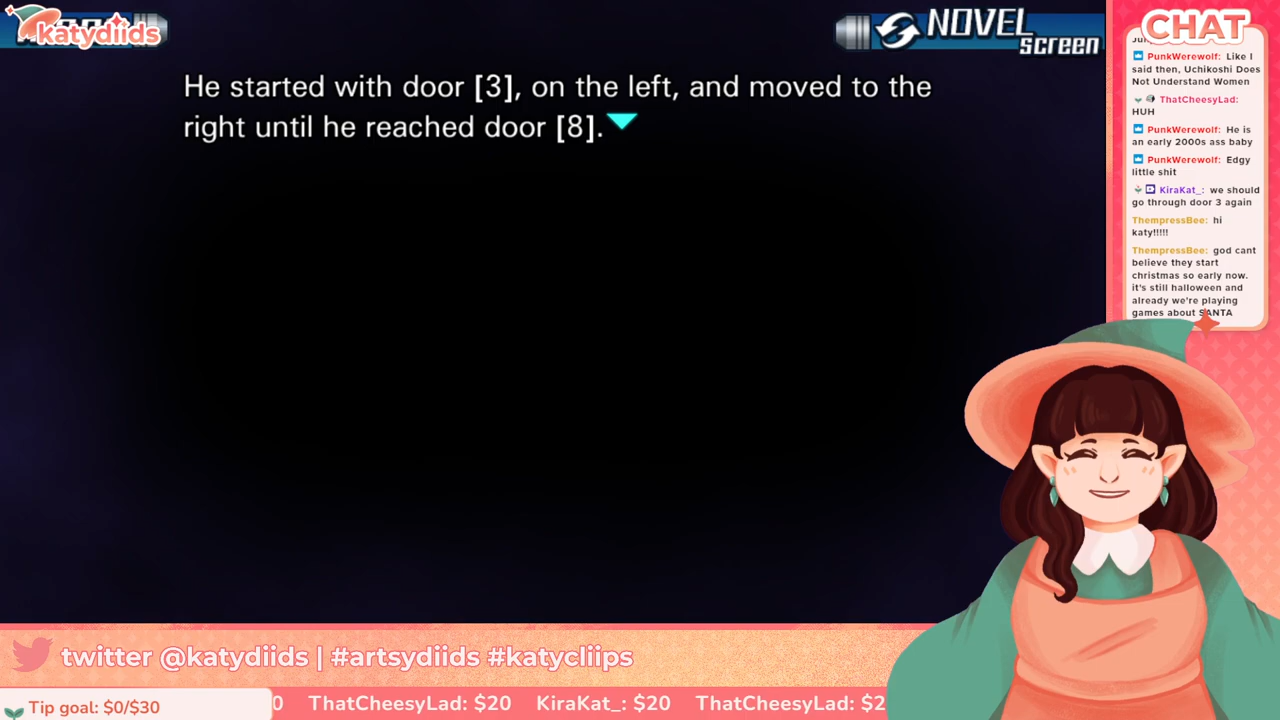 katydiids
NOVEL
Screen
He started with door [3], on the left, and moved to the
right until he reached door [8].
CHAT
PunkWerewolf: Like I
said then, Uchikoshi Does
Not Understand Women
ThatCheesyLad:
HUH
PunkWerewolf: He is
an early 2000s ass baby
PunkWerewolf: Edgy
little shit
KiraKat_: we should
go through door 3 again
ThempressBee: hi
katy!!!!!
ThempressBee: god cant
believe they start
christmas so early now.
it's still halloween and
already we're playing
games about SANTA
twitter @katydiids | #artsydiids #katycliips
Tip goal: $0/$30
0 ThatCheesyLad: $20 KiraKat_: $20 ThatCheesyLad: $2